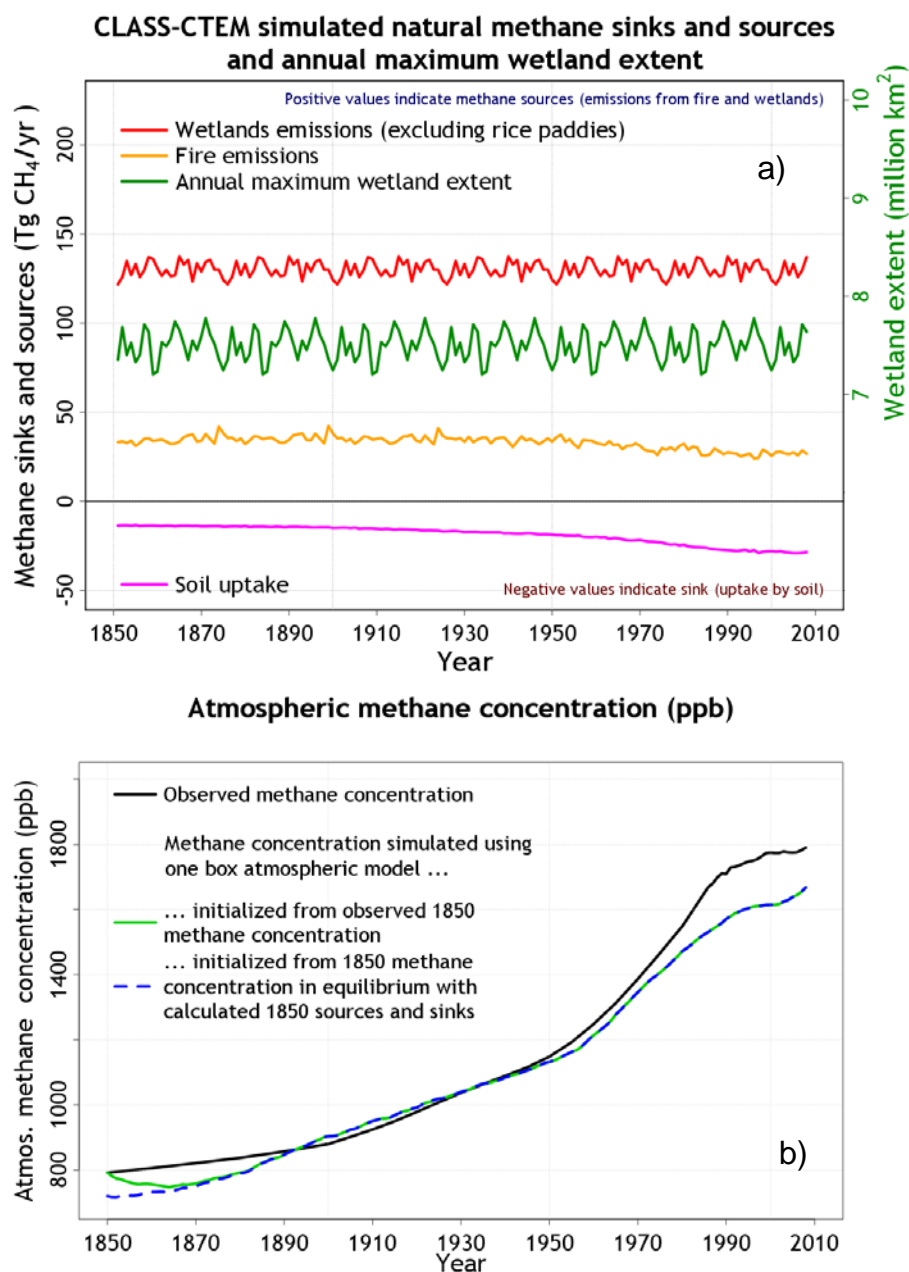 CLASS-CTEM simulated natural methane sinks and sources
and annual maximum wetland extent
Positive values indicate methane sources (emissions from fire and wetlands)
Wetlands emissions (excluding rice paddies)
Fire emissions
Annual maximum wetland extent
a)
Methane sinks and sources (Tg CH4/yr)
200
150
100
50
0
-50
Wetland extent (million km2)
10
9
8
7
Soil uptake
Negative values indicate sink (uptake by soil)
1850 1870 1890 1910 1930 1950 1970 1990 2010
Year
Atmospheric methane concentration (ppb)
Observed methane concentration
Methane concentration simulated using
one box atmospheric model ...
... initialized from observed 1850
methane concentration
... initialized from 1850 methane
concentration in equilibrium with
calculated 1850 sources and sinks
Atmos. methane concentration (ppb)
1800
1400
1000
800
b)
1850 1870 1890 1910 1930 1950 1970 1990 2010
Year